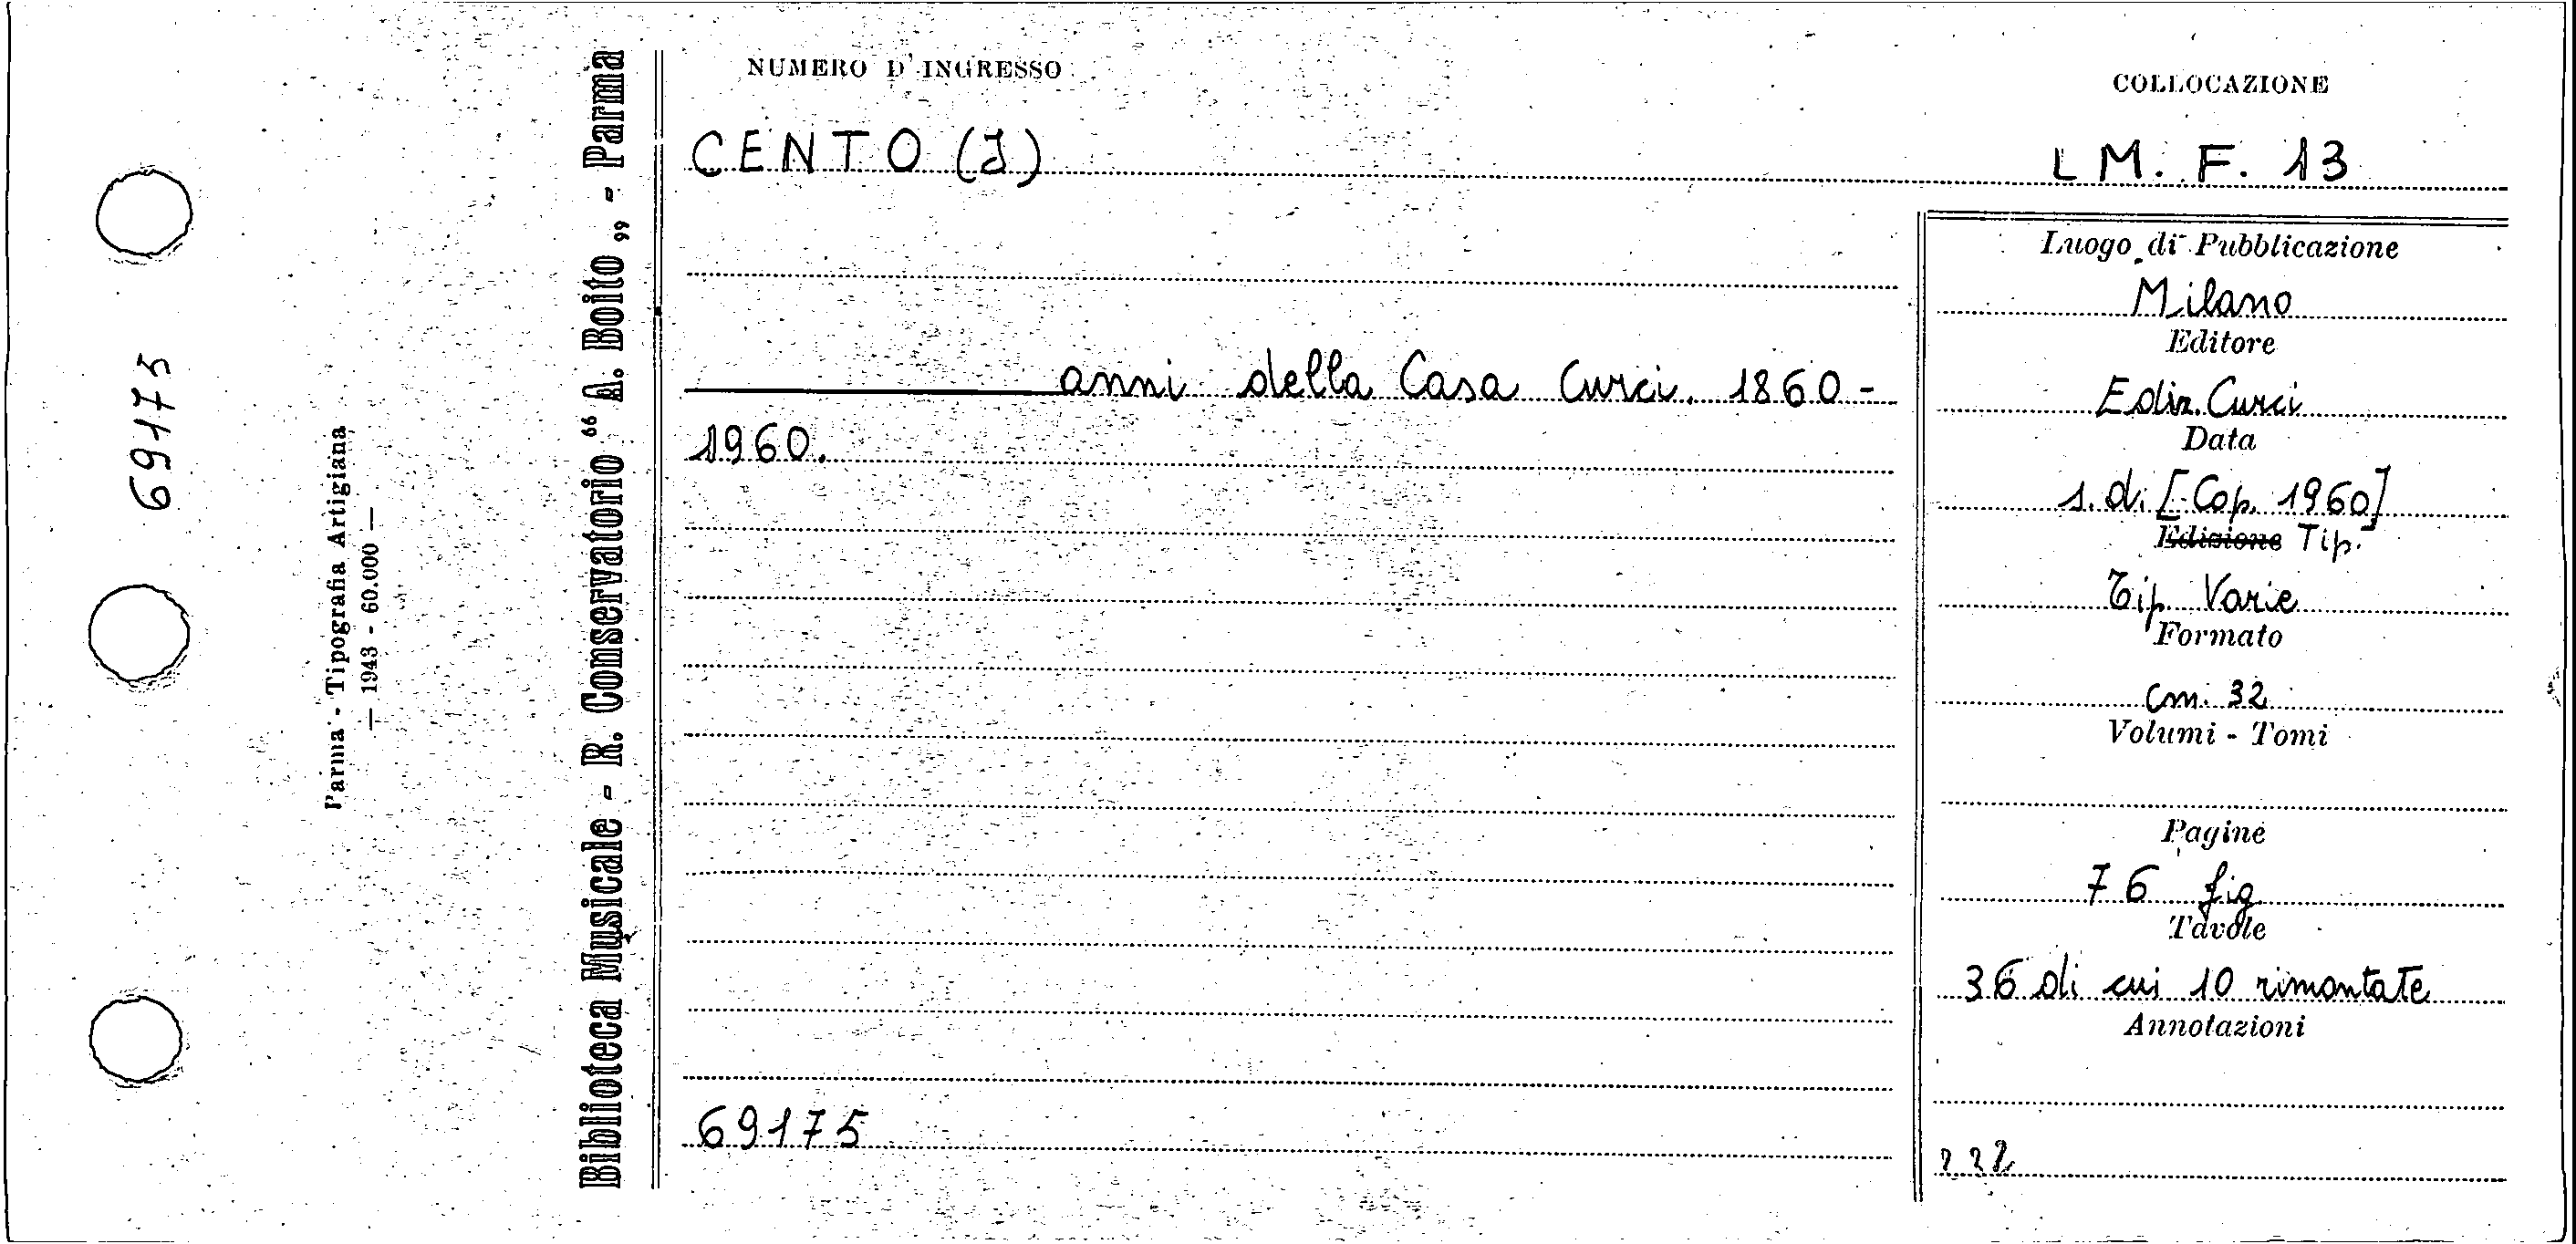 69175
Parma - Tipografia Artigiana
— 1943 - 60.000 —
Biblioteca Musicale - R. Conservatorio “ A. Boito „ - Parma
NUMERO D'INGRESSO
COLLOCAZIONE
CENTO (I)
LM. F. 13
anni della Casa Curci. 1860-
1960.
69175
Luogo di Pubblicazione
Milano
Editore
Ediz. Curci
Data
s.d. [Cop. 1960]
Edizione Tip.
Tip. Varie
Formato
cm. 32
Volumi - Tomi
Pagine
76 fig.
Tavole
36 di cui 10 rimontate
Annotazioni